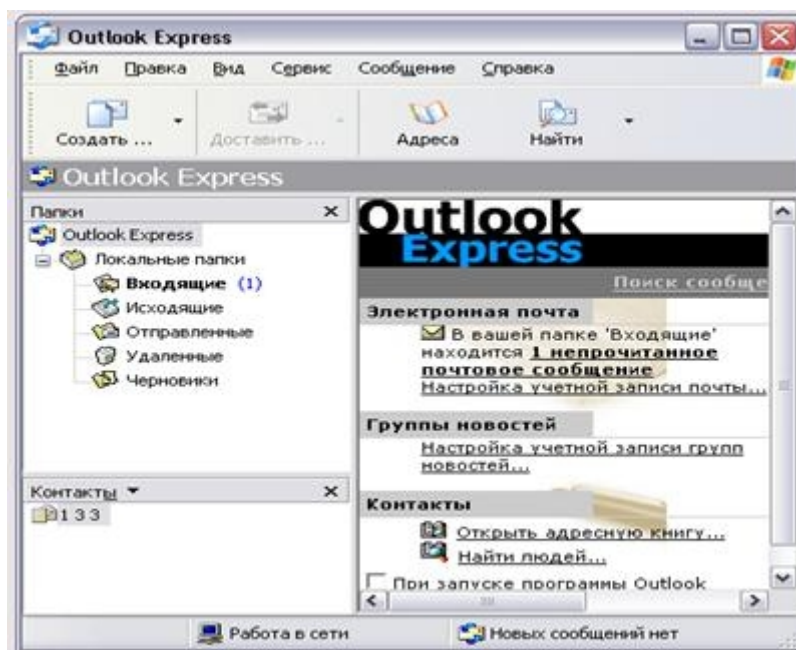 Outlook Express
Файл Правка Вид Сервис Сообщение Справка
Создать ... Доставить ... Адреса Найти
Outlook Express
Папки
Outlook Express
Локальные папки
Входящие (1)
Исходящие
Отправленные
Удаленные
Черновики
Контакты
1 3 3
Outlook
Express
Поиск сообще
Электронная почта
В вашей папке 'Входящие'
находится 1 непрочитанное
почтовое сообщение
Настройка учетной записи почты...
Группы новостей
Настройка учетной записи групп
новостей...
Контакты
Открыть адресную книгу...
Найти людей...
При запуске программы Outlook
Работа в сети Новых сообщений нет